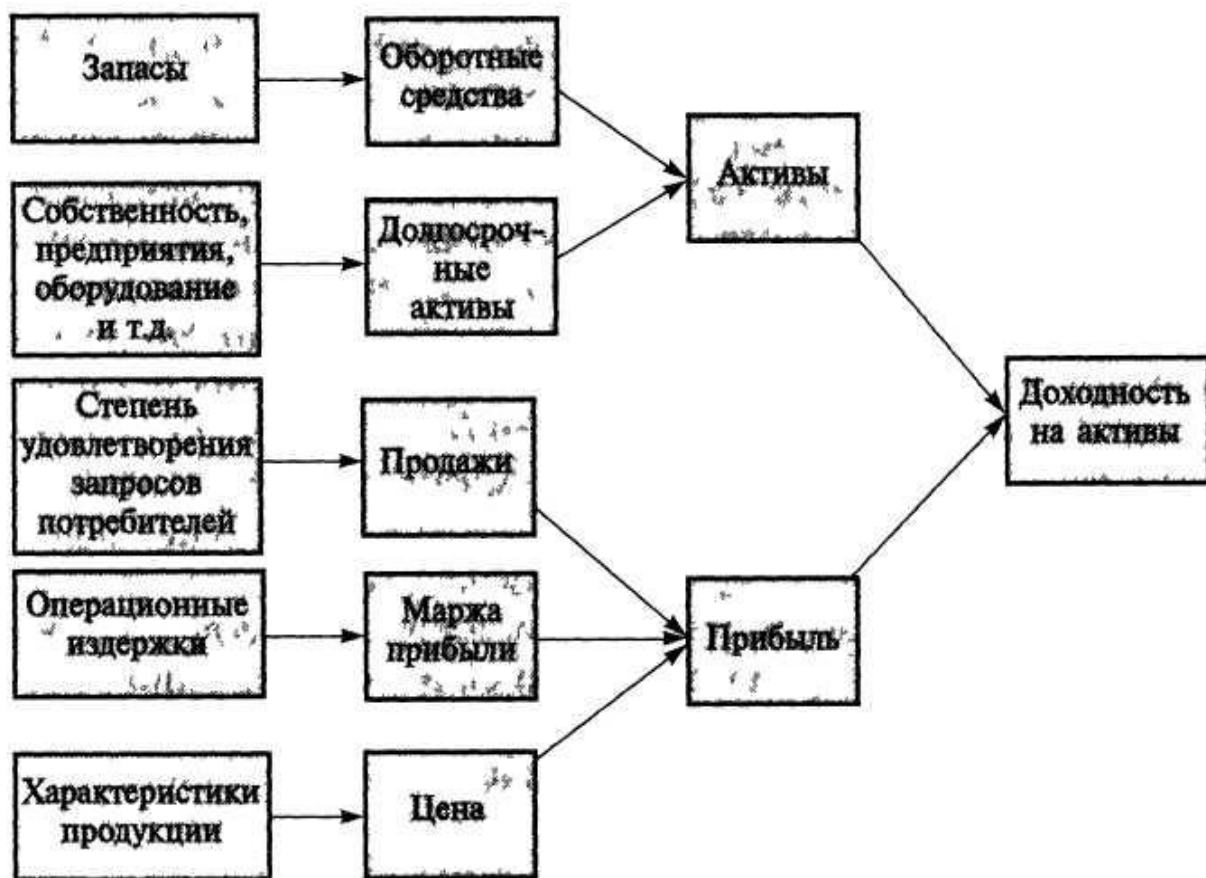 Запасы
Оборотные
средства
Активы
Собственность,
предприятия,
оборудование
и т.д.
Долгосроч-
ные
активы
Доходность
на активы
Степень
удовлетворения
запросов
потребителей
Продажи
Операционные
издержки
Маржа
прибыли
Прибыль
Характеристики
продукции
Цена